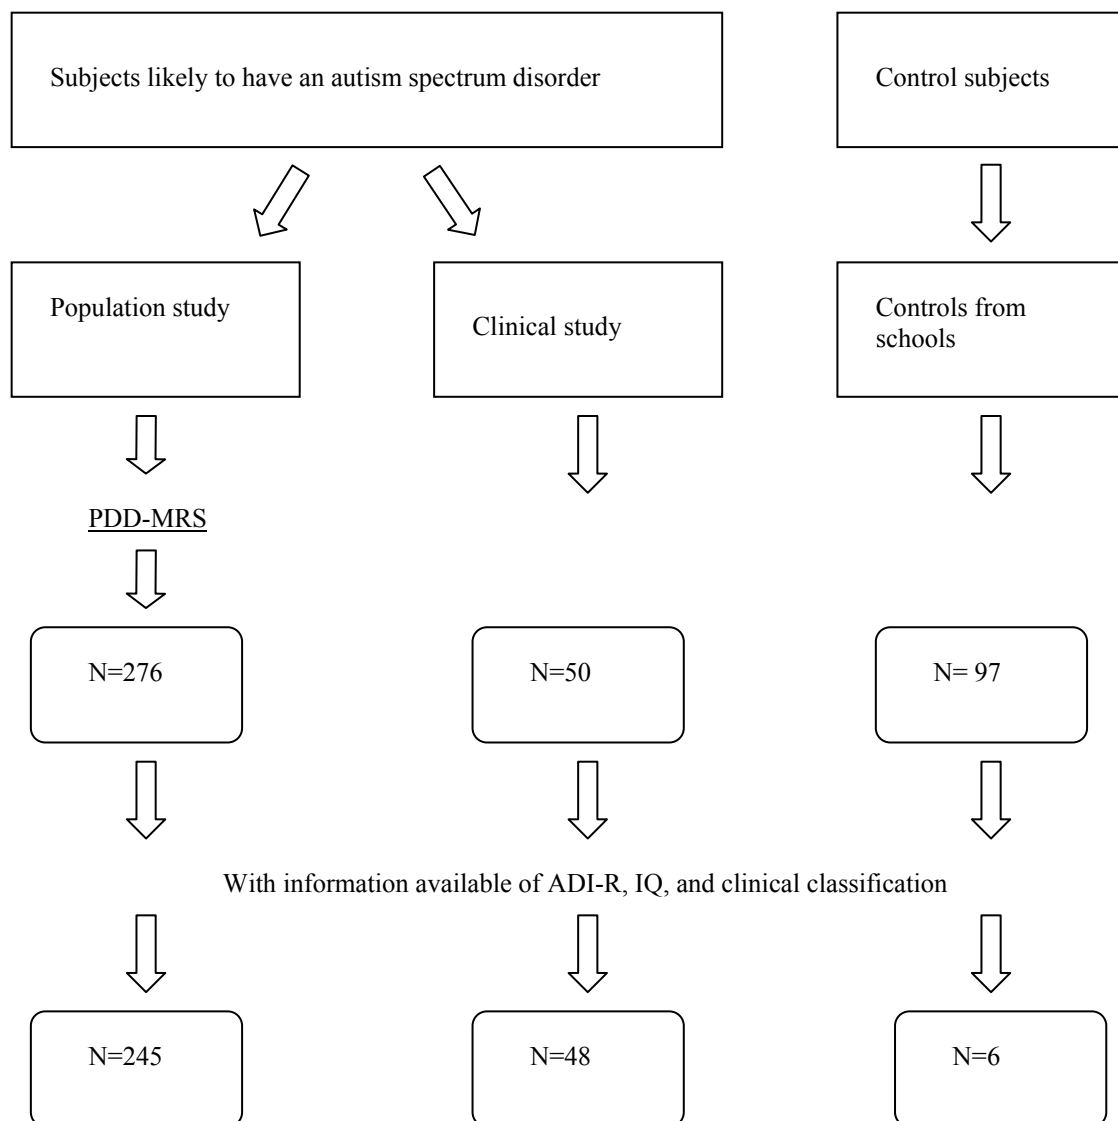 Subjects likely to have an autism spectrum disorder
Control subjects
Population study
Clinical study
Controls from
schools
PDD-MRS
N=276
N=50
N= 97
With information available of ADI-R, IQ, and clinical classification
N=245
N=48
N=6